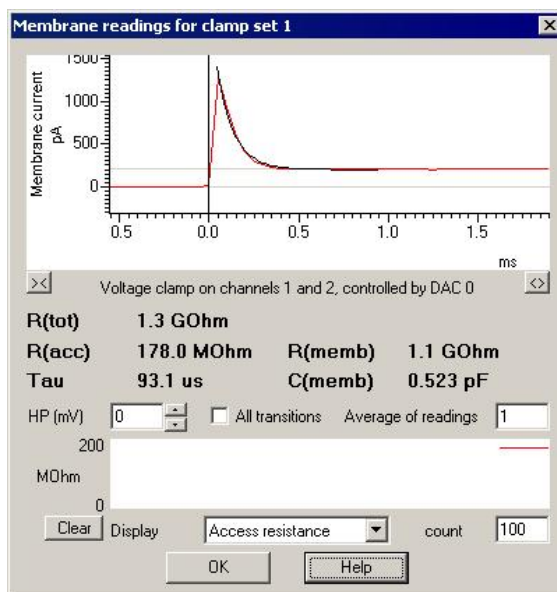 Membrane readings for clamp set 1
1500
1000
500
0
Membrane current
pA
0.5 0.0 0.5 1.0 1.5
ms
>< Voltage clamp on channels 1 and 2, controlled by DAC 0 <>
R(tot) 1.3 GOhm
R(acc) 178.0 MOhm R(memb) 1.1 GOhm
Tau 93.1 us C(memb) 0.523 pF
HP (mV) 0 All transitions Average of readings 1
200
MOhm
0
Clear Display Access resistance count 100
OK Help